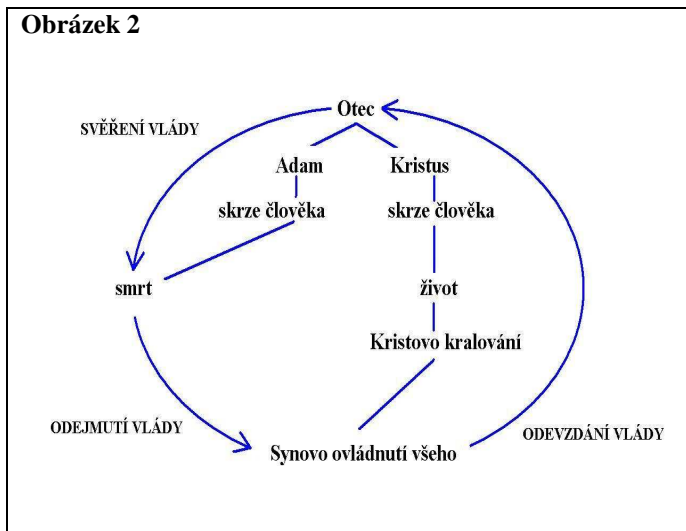 Obrázek 2
Otec
SVĚŘENÍ VLÁDY
Adam
Kristus
skrze člověka
skrze člověka
smrt
život
Kristovo kralování
ODEJMUTÍ VLÁDY
Synovo ovládnutí všeho
ODEVZDÁNÍ VLÁDY